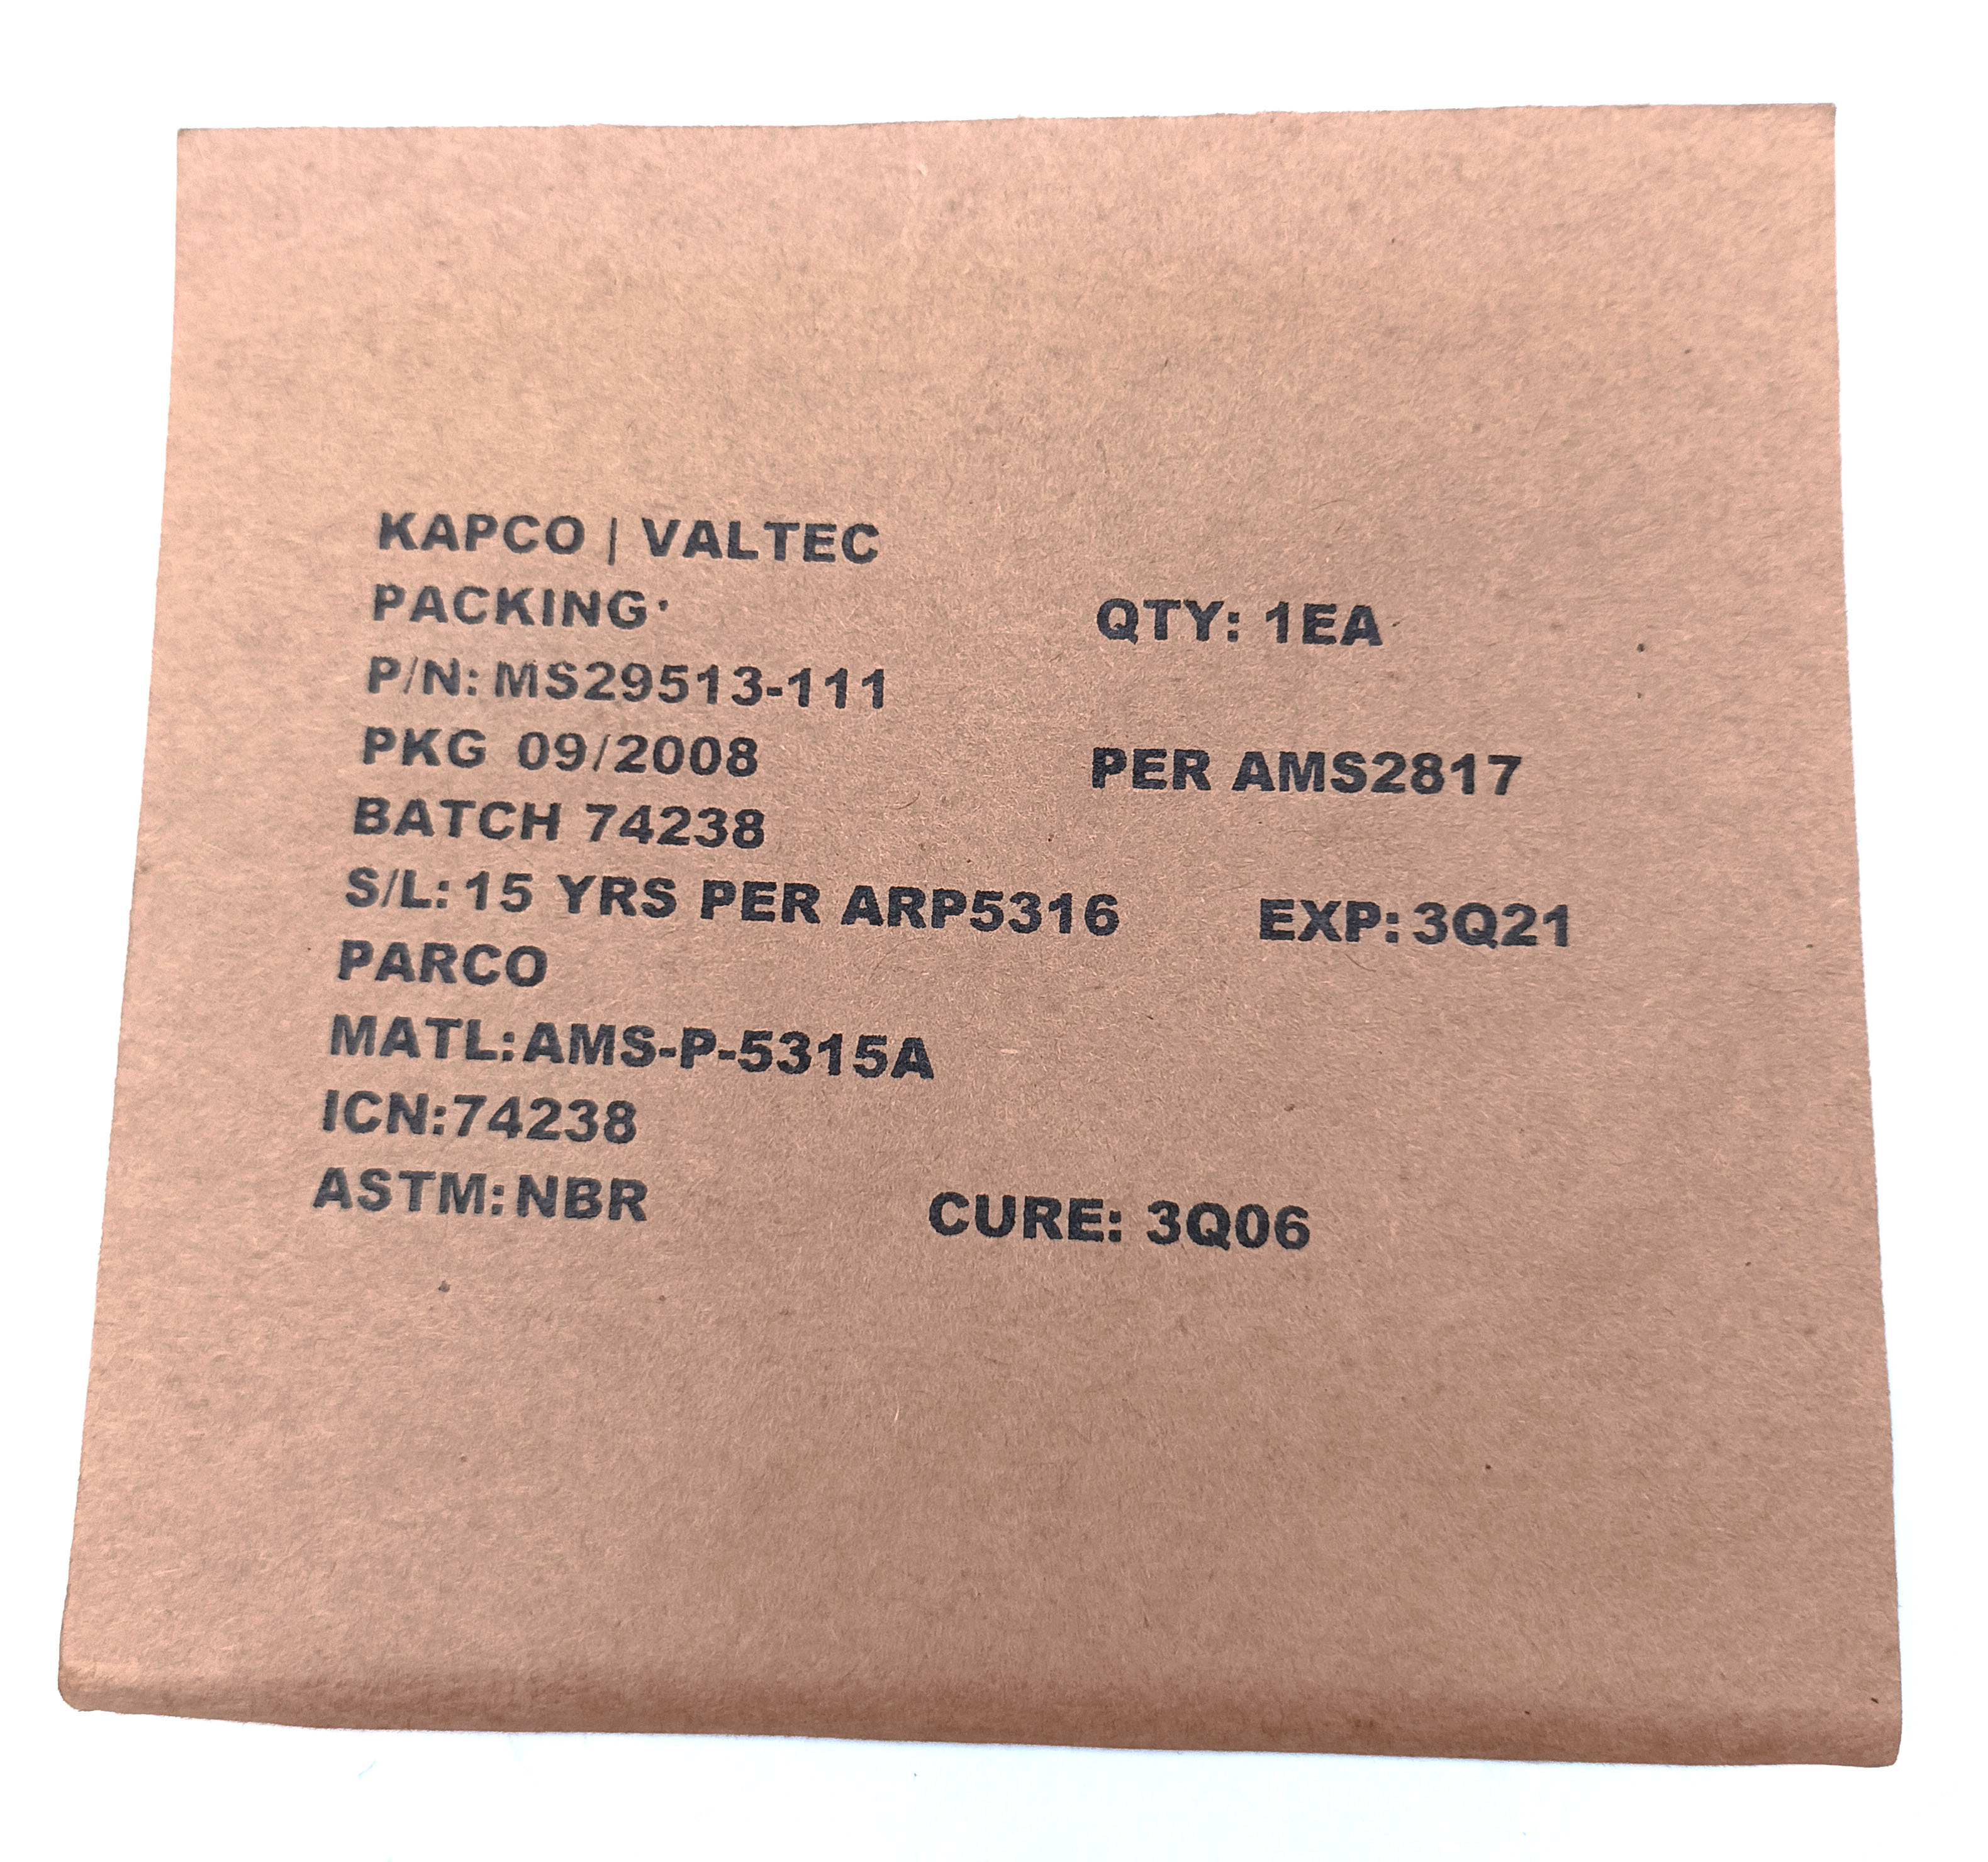 KAPCO | VALTEC
PACKING QTY: 1EA
P/N: MS29513-111
PKG 09/2008 PER AMS2817
BATCH 74238
S/L: 15 YRS PER ARP5316 EXP: 3Q21
PARCO
MATL: AMS-P-5315A
ICN:74238
ASTM: NBR CURE: 3Q06